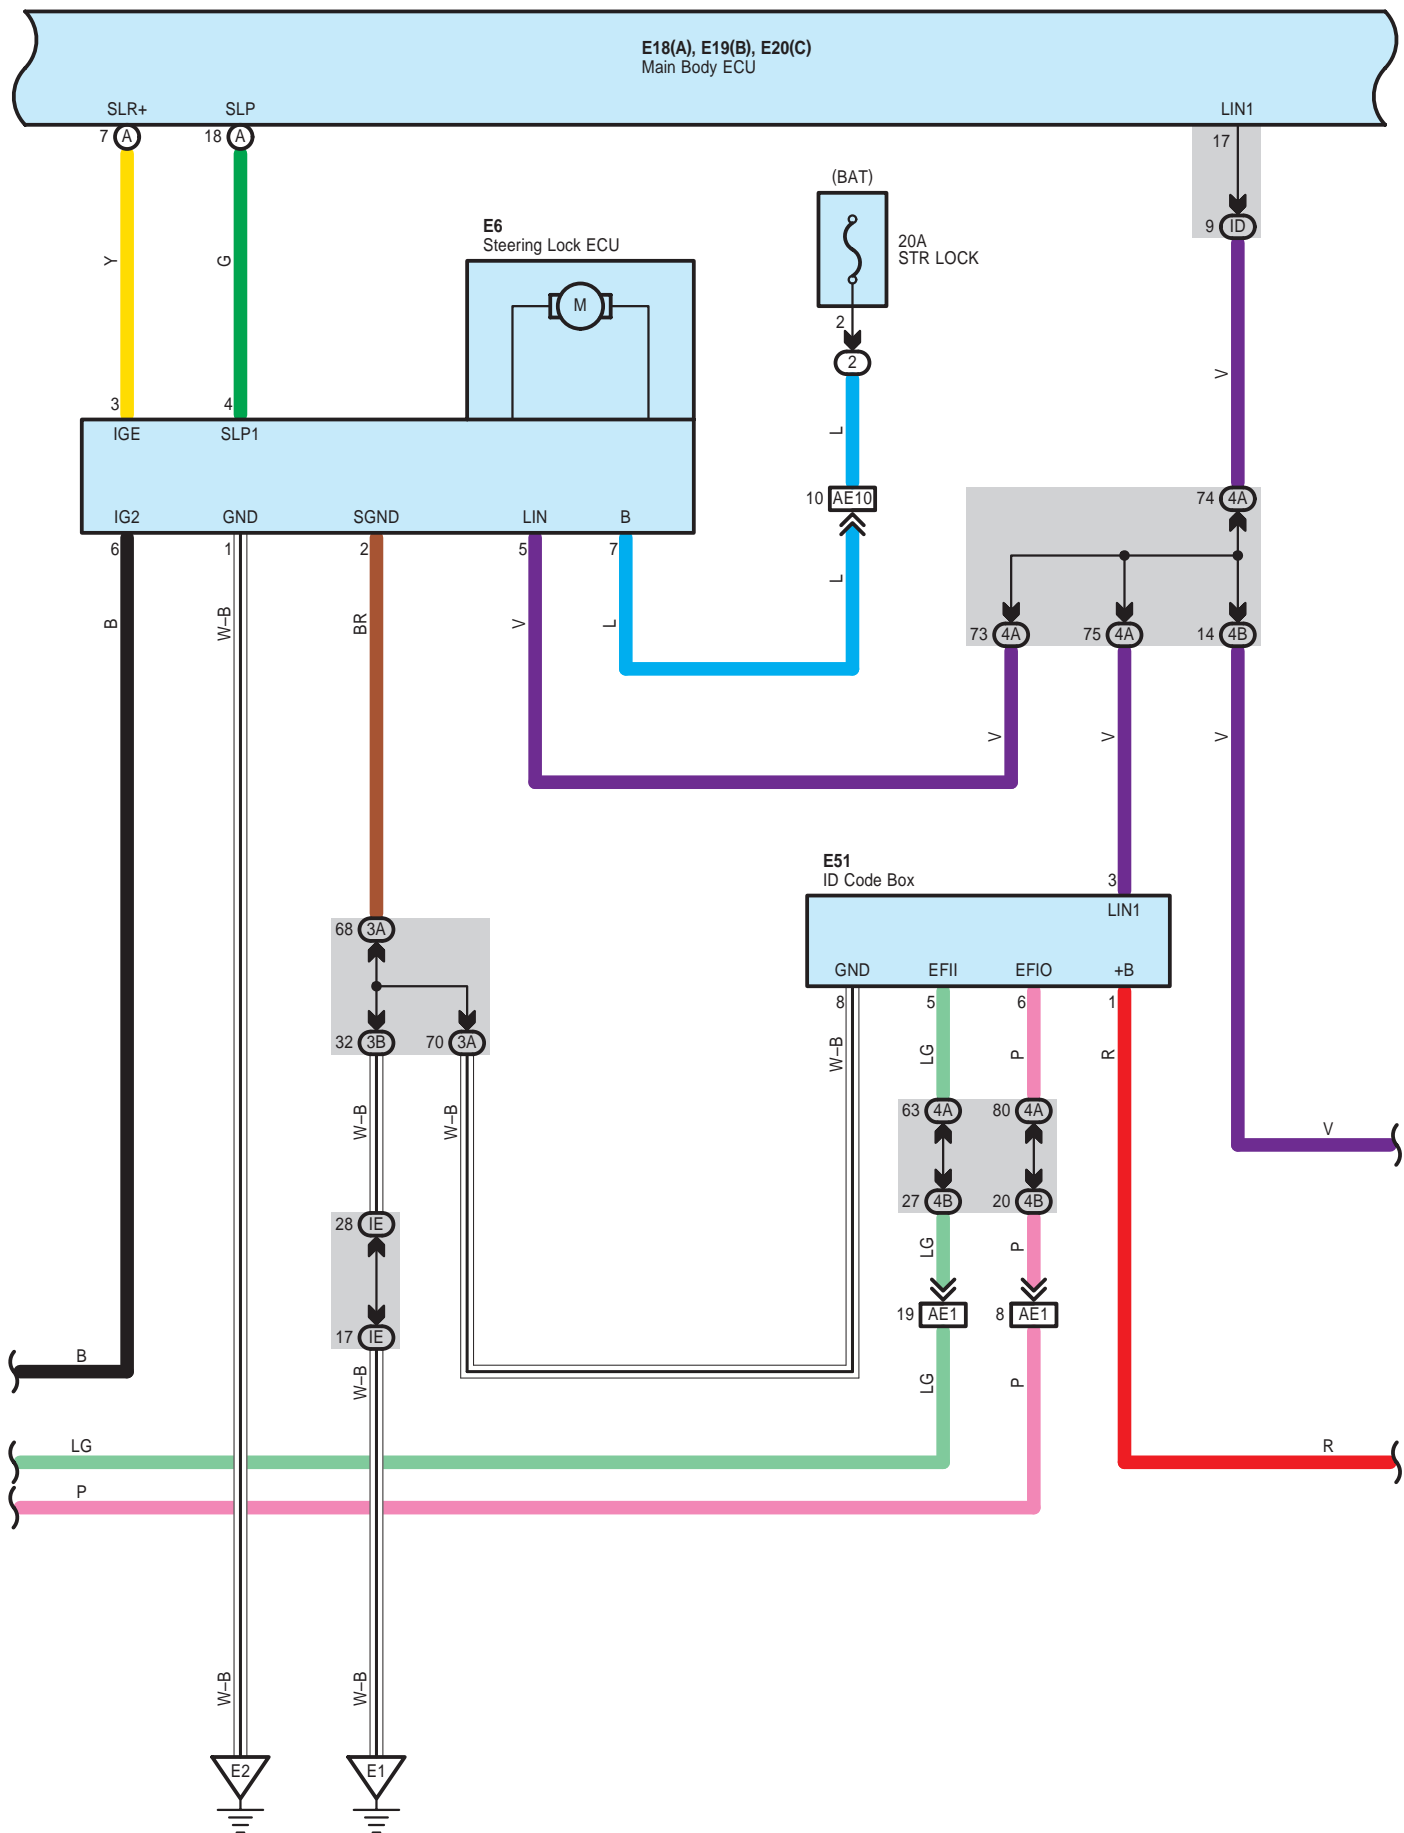 E18(A), E19(B), E20(C)
Main Body ECU
SLR+
SLP
LIN1
7 A
18 A
17
9 ID
(BAT)
20A
STR LOCK
2
2
E6
Steering Lock ECU
M
Y
G
V
L
3
4
IGE
SLP1
10 AE10
74 4A
IG2
GND
SGND
LIN
B
6
1
2
5
7
B
W–B
BR
V
L
L
73 4A
75 4A
14 4B
V
V
V
E51
ID Code Box
3
LIN1
68 3A
GND
EFII
EFIO
+B
8
5
6
1
32 3B
70 3A
W–B
LG
P
R
W–B
W–B
63 4A
80 4A
V
27 4B
20 4B
28 IE
LG
P
19 AE1
8 AE1
17 IE
B
W–B
LG
P
LG
R
P
W–B
W–B
E2
E1